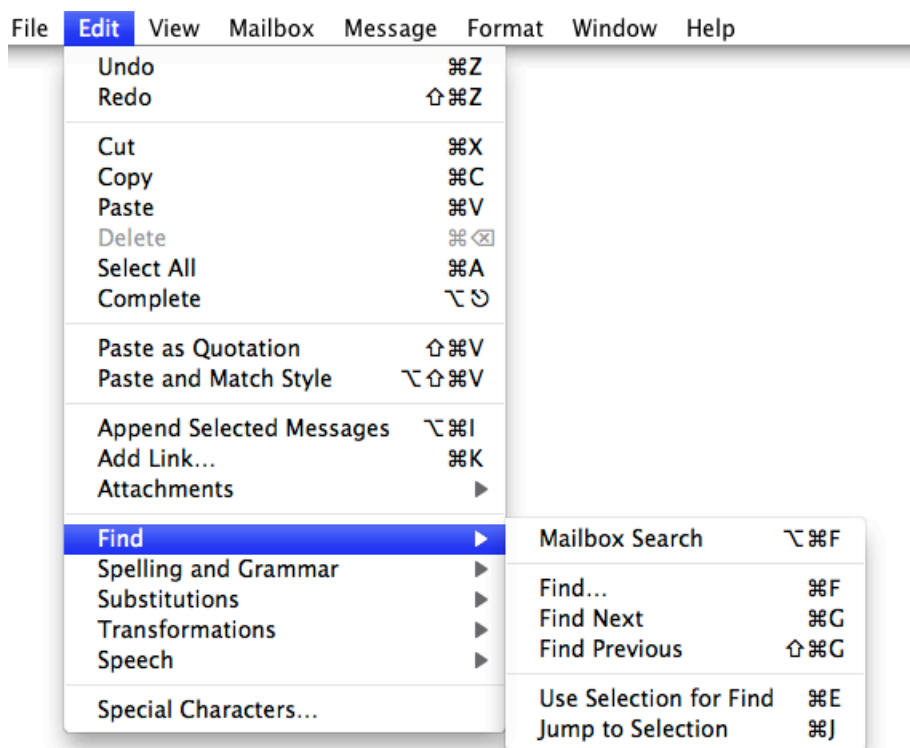 File Edit View Mailbox Message Format Window Help
Undo ⌘Z
Redo ⇧⌘Z
Cut ⌘X
Copy ⌘C
Paste ⌘V
Delete ⌘⌫
Select All ⌘A
Complete ⌥⎋
Paste as Quotation ⇧⌘V
Paste and Match Style ⌥⇧⌘V
Append Selected Messages ⌥⌘I
Add Link... ⌘K
Attachments ▶
Find ▶
Spelling and Grammar ▶
Substitutions ▶
Transformations ▶
Speech ▶
Special Characters...
Mailbox Search ⌥⌘F
Find... ⌘F
Find Next ⌘G
Find Previous ⇧⌘G
Use Selection for Find ⌘E
Jump to Selection ⌘J